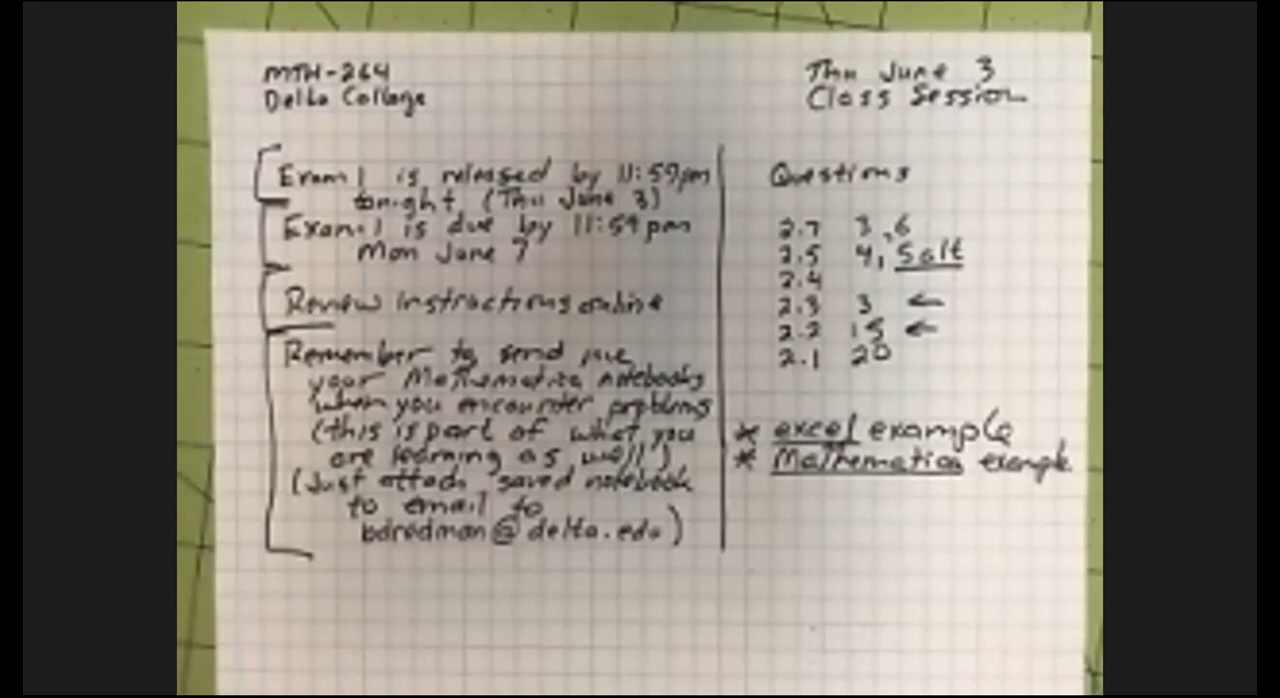 MTH-264
Delta College
Thu June 3
Class Session
Exam 1 is released by 11:59pm
tonight (Thu June 3)
Exam 1 is due by 11:59pm
Mon June 7
Review instructions online
Remember to send me
your Mathematica notebooks
when you encounter problems
(this is part of what you
are learning as well!)
(Just attach saved notebook
to email to
bdredman@delta.edu)
Questions
2.7 3, 6
2.5 4, Salt
2.4
2.3 3 ←
2.2 15 ←
2.1 20
* excel example
* Mathematica example